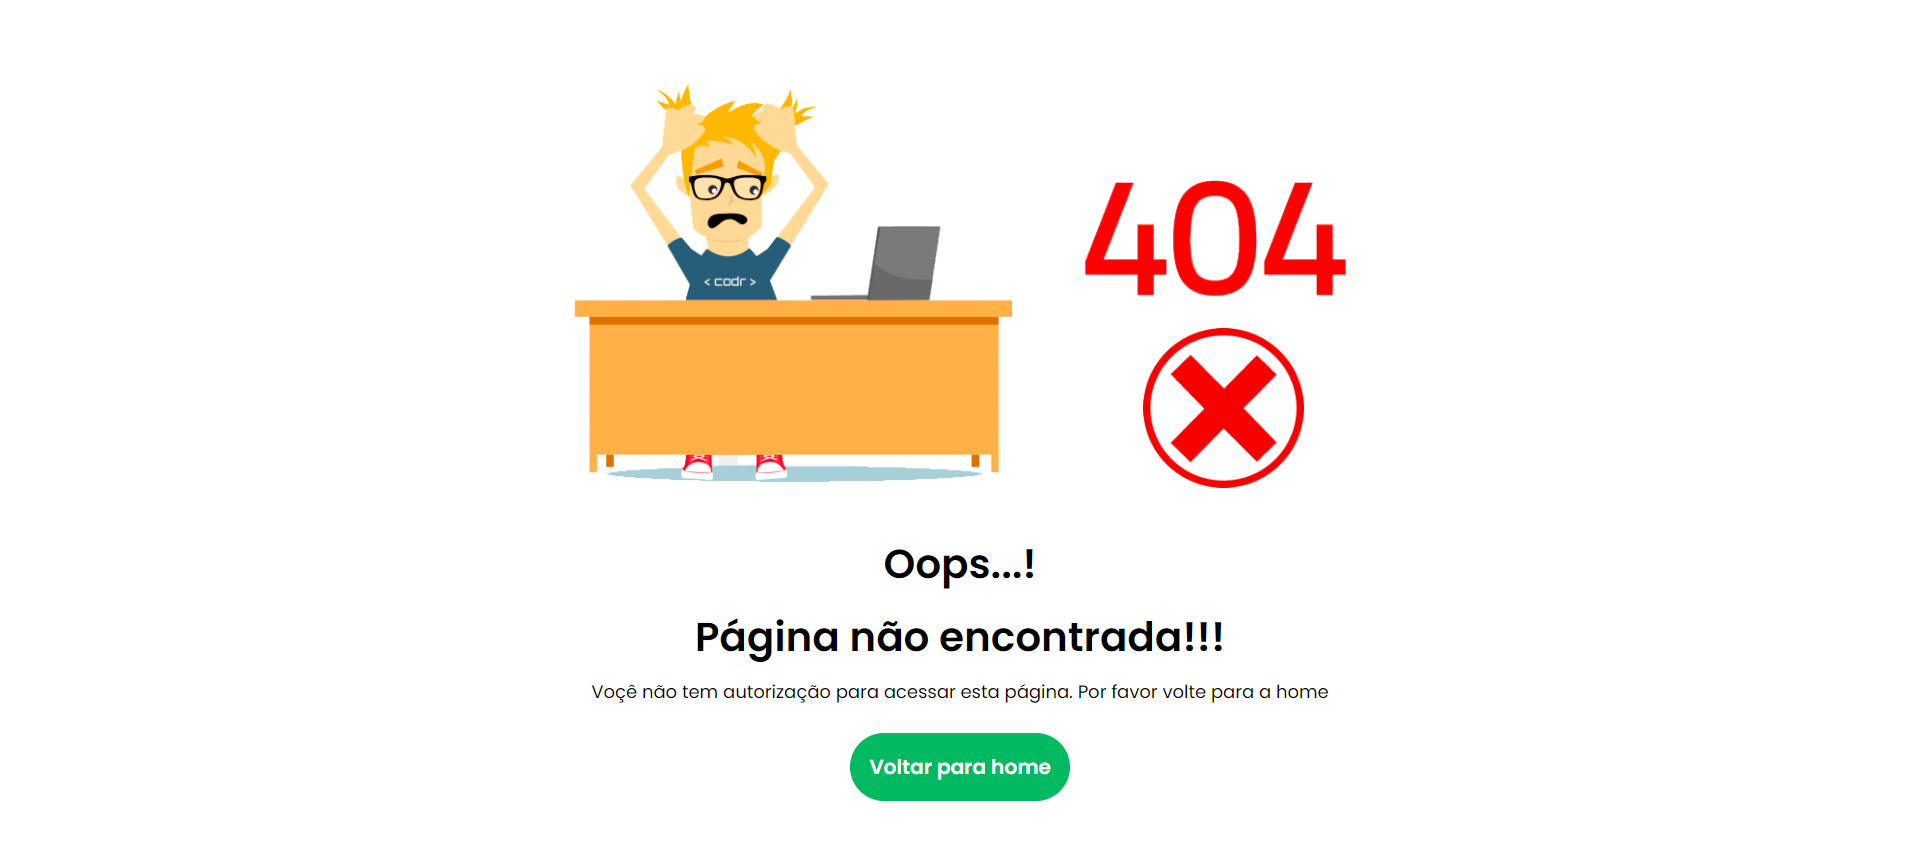 < codr >
404
Oops...!
Página não encontrada!!!
Voçê não tem autorização para acessar esta página. Por favor volte para a home
Voltar para home